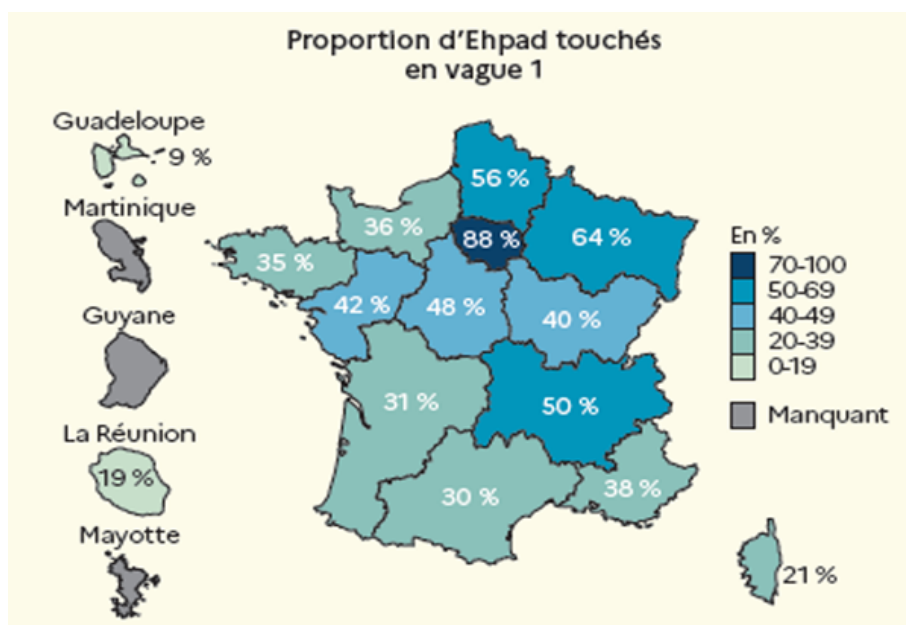 Proportion d'Ehpad touchés
en vague 1
Guadeloupe
9 %
Martinique
Guyane
La Réunion
19 %
Mayotte
56 %
36 %
88 %
64 %
35 %
42 %
48 %
40 %
31 %
50 %
30 %
38 %
21 %
En %
70-100
50-69
40-49
20-39
0-19
Manquant